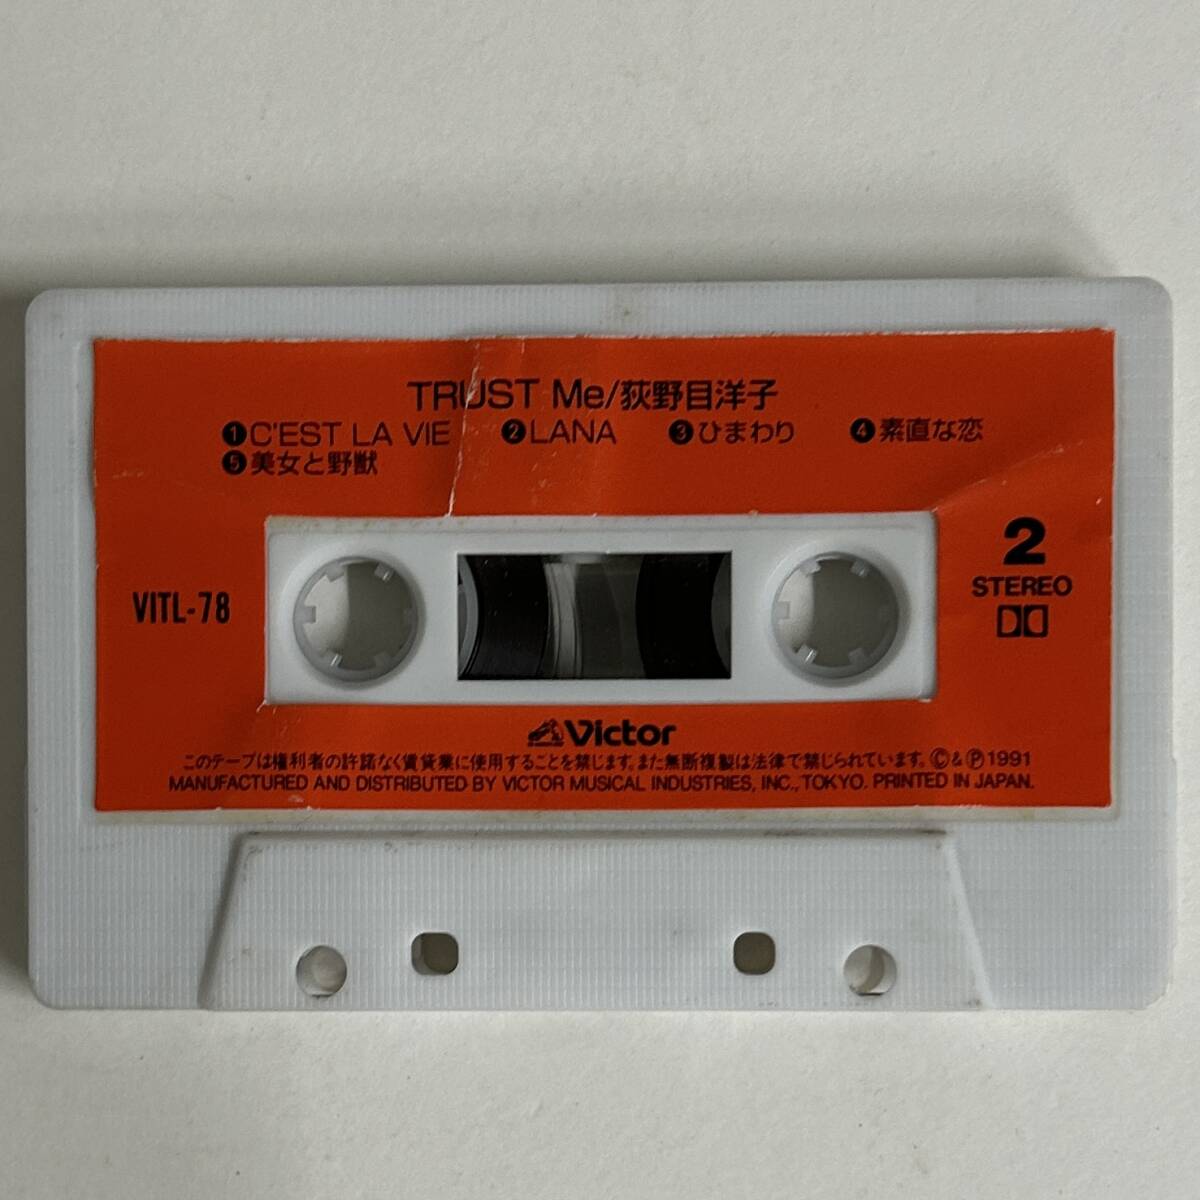 TRUST Me/荻野目洋子
❶C'EST LA VIE ❷LANA ❸ひまわり ❹素直な恋
❺美女と野獣
2
STEREO
VITL-78
Victor
このテープは権利者の許諾なく賃貸業に使用することを禁じます。また無断複製は法律で禁じられています。Ⓒ&Ⓟ1991
MANUFACTURED AND DISTRIBUTED BY VICTOR MUSICAL INDUSTRIES, INC., TOKYO. PRINTED IN JAPAN.